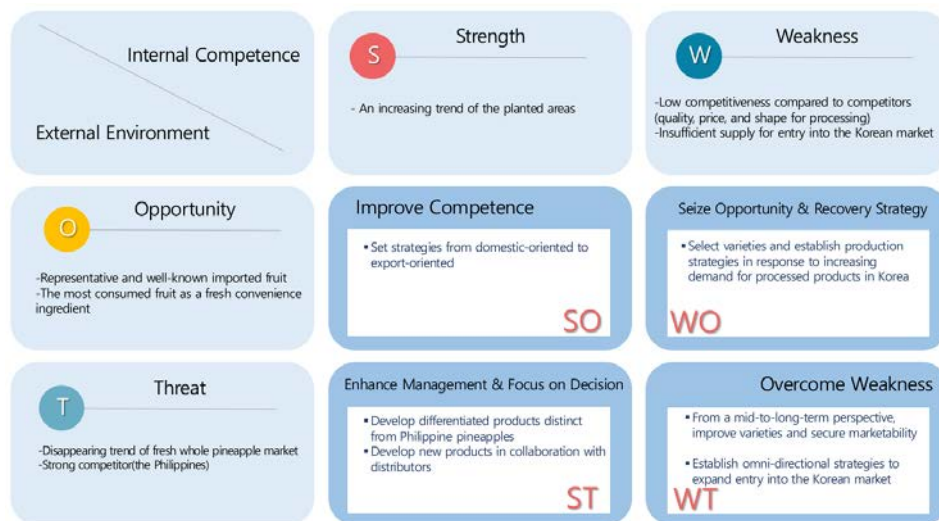 Internal Competence
External Environment
S
Strength
- An increasing trend of the planted areas
W
Weakness
-Low competitiveness compared to competitors
(quality, price, and shape for processing)
-Insufficient supply for entry into the Korean market
O
Opportunity
-Representative and well-known imported fruit
-The most consumed fruit as a fresh convenience
ingredient
Improve Competence
▪ Set strategies from domestic-oriented to
export-oriented
SO
Seize Opportunity & Recovery Strategy
▪ Select varieties and establish production
strategies in response to increasing
demand for processed products in Korea
WO
T
Threat
-Disappearing trend of fresh whole pineapple market
-Strong competitor(the Philippines)
Enhance Management & Focus on Decision
▪ Develop differentiated products distinct
from Philippine pineapples
▪ Develop new products in collaboration with
distributors
ST
Overcome Weakness
▪ From a mid-to-long-term perspective,
improve varieties and secure marketability
▪ Establish omni-directional strategies to
expand entry into the Korean market
WT